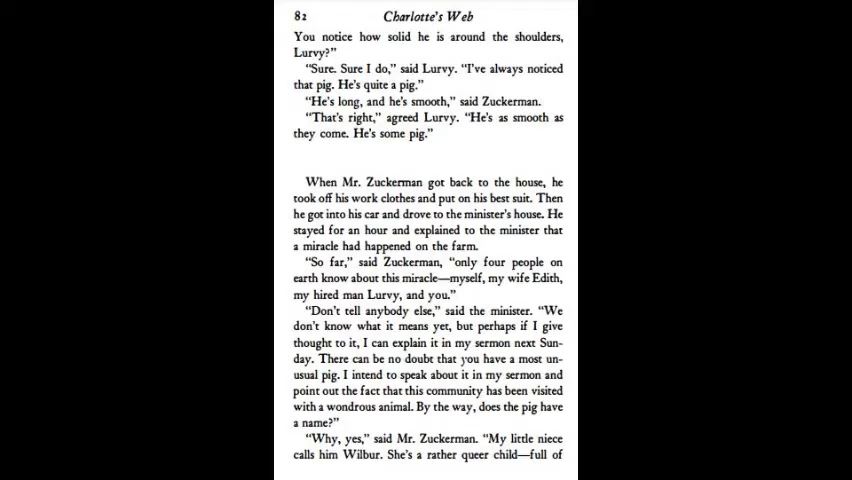 82 Charlotte's Web
You notice how solid he is around the shoulders,
Lurvy?"
"Sure. Sure I do," said Lurvy. "I've always noticed
that pig. He's quite a pig."
"He's long, and he's smooth," said Zuckerman.
"That's right," agreed Lurvy. "He's as smooth as
they come. He's some pig."
When Mr. Zuckerman got back to the house, he
took off his work clothes and put on his best suit. Then
he got into his car and drove to the minister's house. He
stayed for an hour and explained to the minister that
a miracle had happened on the farm.
"So far," said Zuckerman, "only four people on
earth know about this miracle—myself, my wife Edith,
my hired man Lurvy, and you."
"Don't tell anybody else," said the minister. "We
don't know what it means yet, but perhaps if I give
thought to it, I can explain it in my sermon next Sun-
day. There can be no doubt that you have a most un-
usual pig. I intend to speak about it in my sermon and
point out the fact that this community has been visited
with a wondrous animal. By the way, does the pig have
a name?"
"Why, yes," said Mr. Zuckerman. "My little niece
calls him Wilbur. She's a rather queer child—full of